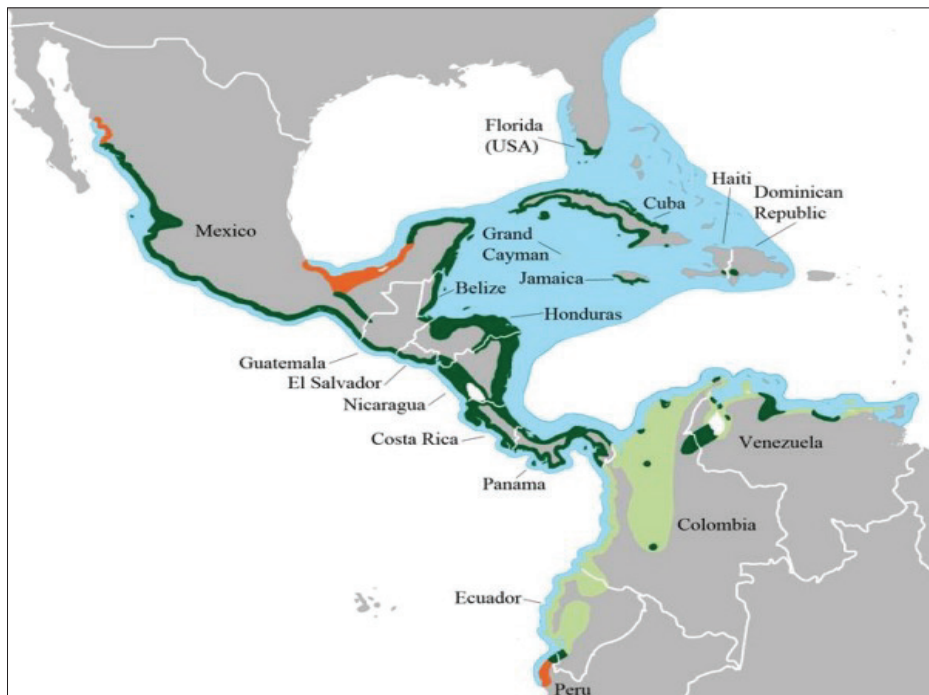 Florida
(USA)
Haiti
Dominican
Republic
Cuba
Mexico
Grand
Cayman
Jamaica
Belize
Honduras
Guatemala
El Salvador
Nicaragua
Costa Rica
Panama
Venezuela
Colombia
Ecuador
Peru